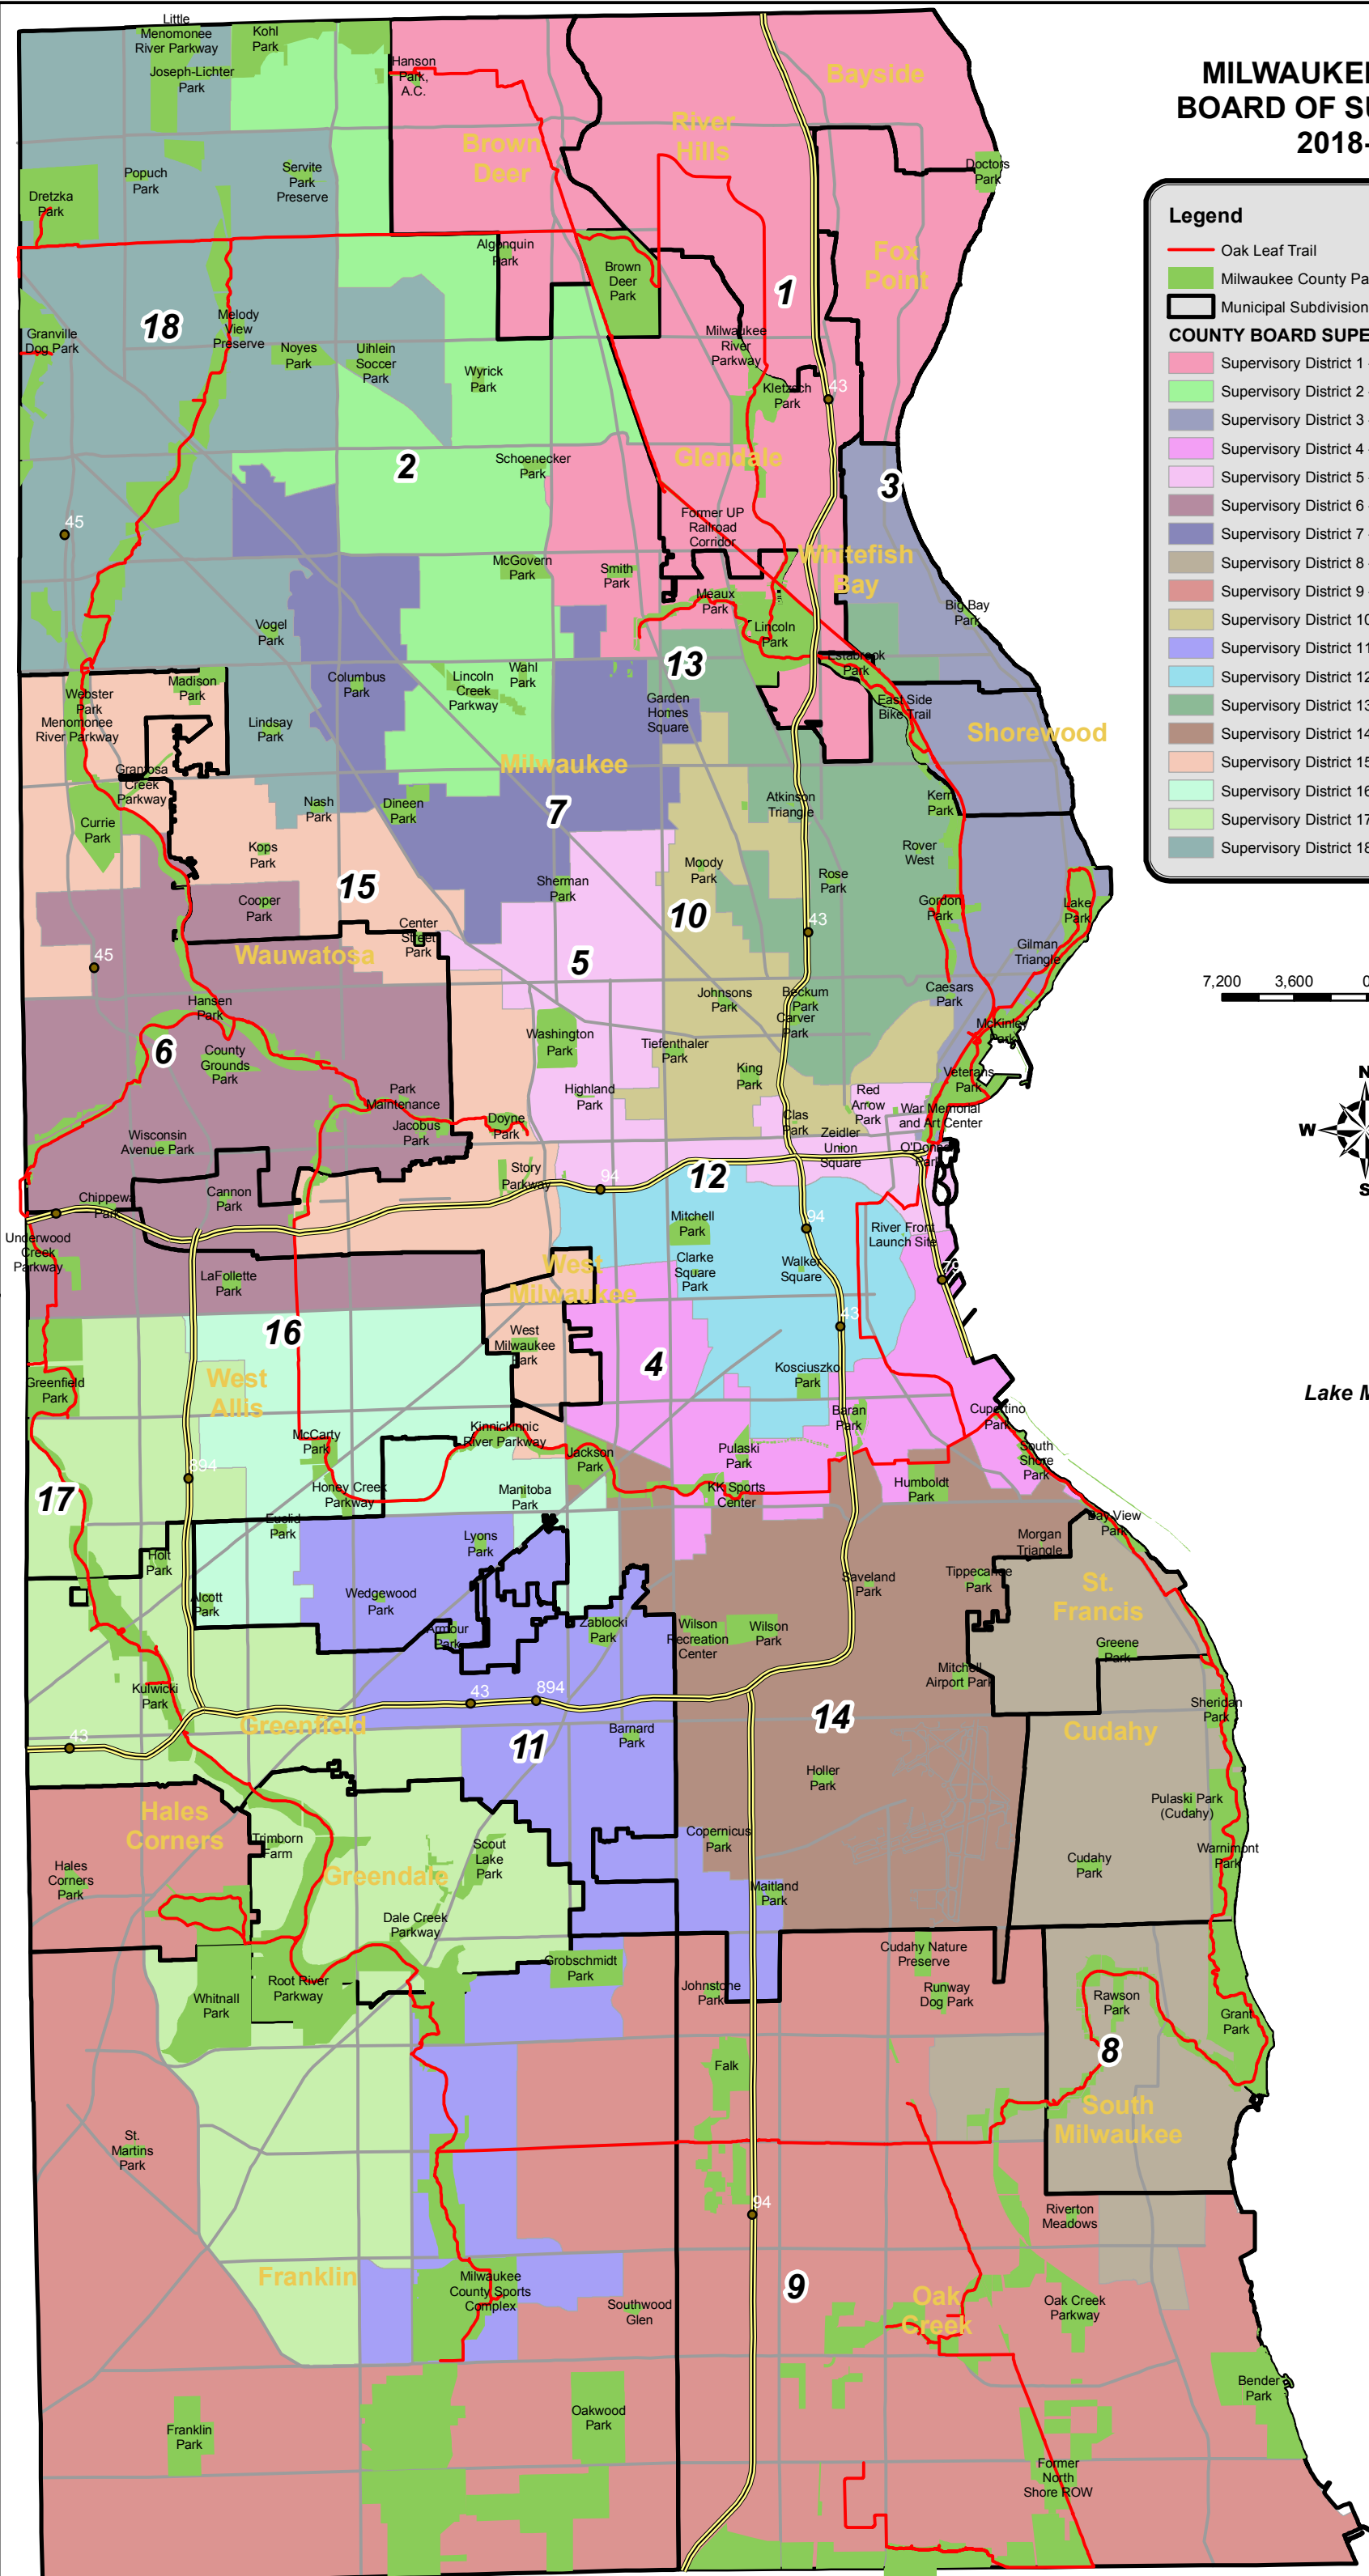 MILWAUKE
BOARD OF SU
2018-
Legend
Oak Leaf Trail
Milwaukee County Pa
Municipal Subdivision
COUNTY BOARD SUPE
Supervisory District 1
Supervisory District 2
Supervisory District 3
Supervisory District 4
Supervisory District 5
Supervisory District 6
Supervisory District 7
Supervisory District 8
Supervisory District 9
Supervisory District 10
Supervisory District 11
Supervisory District 12
Supervisory District 13
Supervisory District 14
Supervisory District 15
Supervisory District 16
Supervisory District 17
Supervisory District 18
7,200 3,600 0
N
W
S
Lake M
Little
Menomonee
River Parkway
Kohl
Park
Joseph-Lichter
Park
Hanson
Park,
A.C.
Bayside
River
Hills
Brown
Deer
Doctors
Park
Popuch
Park
Servite
Park
Preserve
Dretzka
Park
Algonquin
Park
Brown
Deer
Park
Fox
Point
1
18
Granville
Dog Park
Melody
View
Preserve
Noyes
Park
Uihlein
Soccer
Park
Wyrick
Park
Milwaukee
River
Parkway
Kletzsch
Park
43
Glendale
2
Schoenecker
Park
3
45
Former UP
Railroad
Corridor
Whitefish
Bay
McGovern
Park
Smith
Park
Meaux
Park
Big Bay
Park
Vogel
Park
Lincoln
Park
13
Estabrook
Park
Webster
Park
Menomonee
River Parkway
Madison
Park
Columbus
Park
Lincoln
Creek
Parkway
Wahl
Park
Garden
Homes
Square
East Side
Bike Trail
Lindsay
Park
Shorewood
Milwaukee
Grantosa
Creek
Parkway
Nash
Park
Dineen
Park
7
Atkinson
Triangle
Kern
Park
Currie
Park
Kops
Park
Rover
West
15
Moody
Park
Rose
Park
Sherman
Park
Cooper
Park
10
Gordon
Park
Lake
Park
Center
Street
Park
43
Wauwatosa
5
45
Gilman
Triangle
Hansen
Park
Johnsons
Park
Beckum
Park
Carver
Park
Caesars
Park
McKinley
Park
6
County
Grounds
Park
Washington
Park
Tiefenthaler
Park
King
Park
Veterans
Park
Park
Maintenance
Highland
Park
Red
Arrow
Park
War Memorial
and Art Center
Jacobus
Park
Doyne
Park
Clas
Park
Wisconsin
Avenue Park
Zeidler
Union
Square
O'Donnell
Park
Story
Parkway
94
12
Chippewa
Park
Cannon
Park
Mitchell
Park
94
River Front
Launch Site
Underwood
Creek
Parkway
Clarke
Square
Park
Walker
Square
794
LaFollette
Park
West
Milwaukee
43
16
West
Milwaukee
Park
4
Kosciuszko
Park
Greenfield
Park
West
Allis
Baran
Park
Cupertino
Park
McCarty
Park
Kinnickinnic
River Parkway
Jackson
Park
Pulaski
Park
South
Shore
Park
894
17
Honey Creek
Parkway
Manitoba
Park
KK Sports
Center
Humboldt
Park
Euclid
Park
Lyons
Park
Bay View
Park
Morgan
Triangle
Holt
Park
Alcott
Park
Wedgewood
Park
Saveland
Park
Tippecanoe
Park
St.
Francis
Armour
Park
Zablocki
Park
Wilson
Recreation
Center
Wilson
Park
Greene
Park
Mitchell
Airport Park
Kulwicki
Park
43
894
Sheridan
Park
43
Greenfield
14
Cudahy
11
Barnard
Park
Holler
Park
Hales
Corners
Pulaski Park
(Cudahy)
Trimborn
Farm
Scout
Lake
Park
Copernicus
Park
Warnimont
Park
Hales
Corners
Park
Greendale
Cudahy
Park
Maitland
Park
Dale Creek
Parkway
Grobschmidt
Park
Cudahy Nature
Preserve
Whitnall
Park
Root River
Parkway
Johnstone
Park
Runway
Dog Park
Rawson
Park
Grant
Park
8
Falk
South
Milwaukee
St.
Martins
Park
94
Riverton
Meadows
Franklin
Milwaukee
County Sports
Complex
Southwood
Glen
9
Oak
Creek
Oak Creek
Parkway
Bender
Park
Franklin
Park
Oakwood
Park
Former
North
Shore ROW